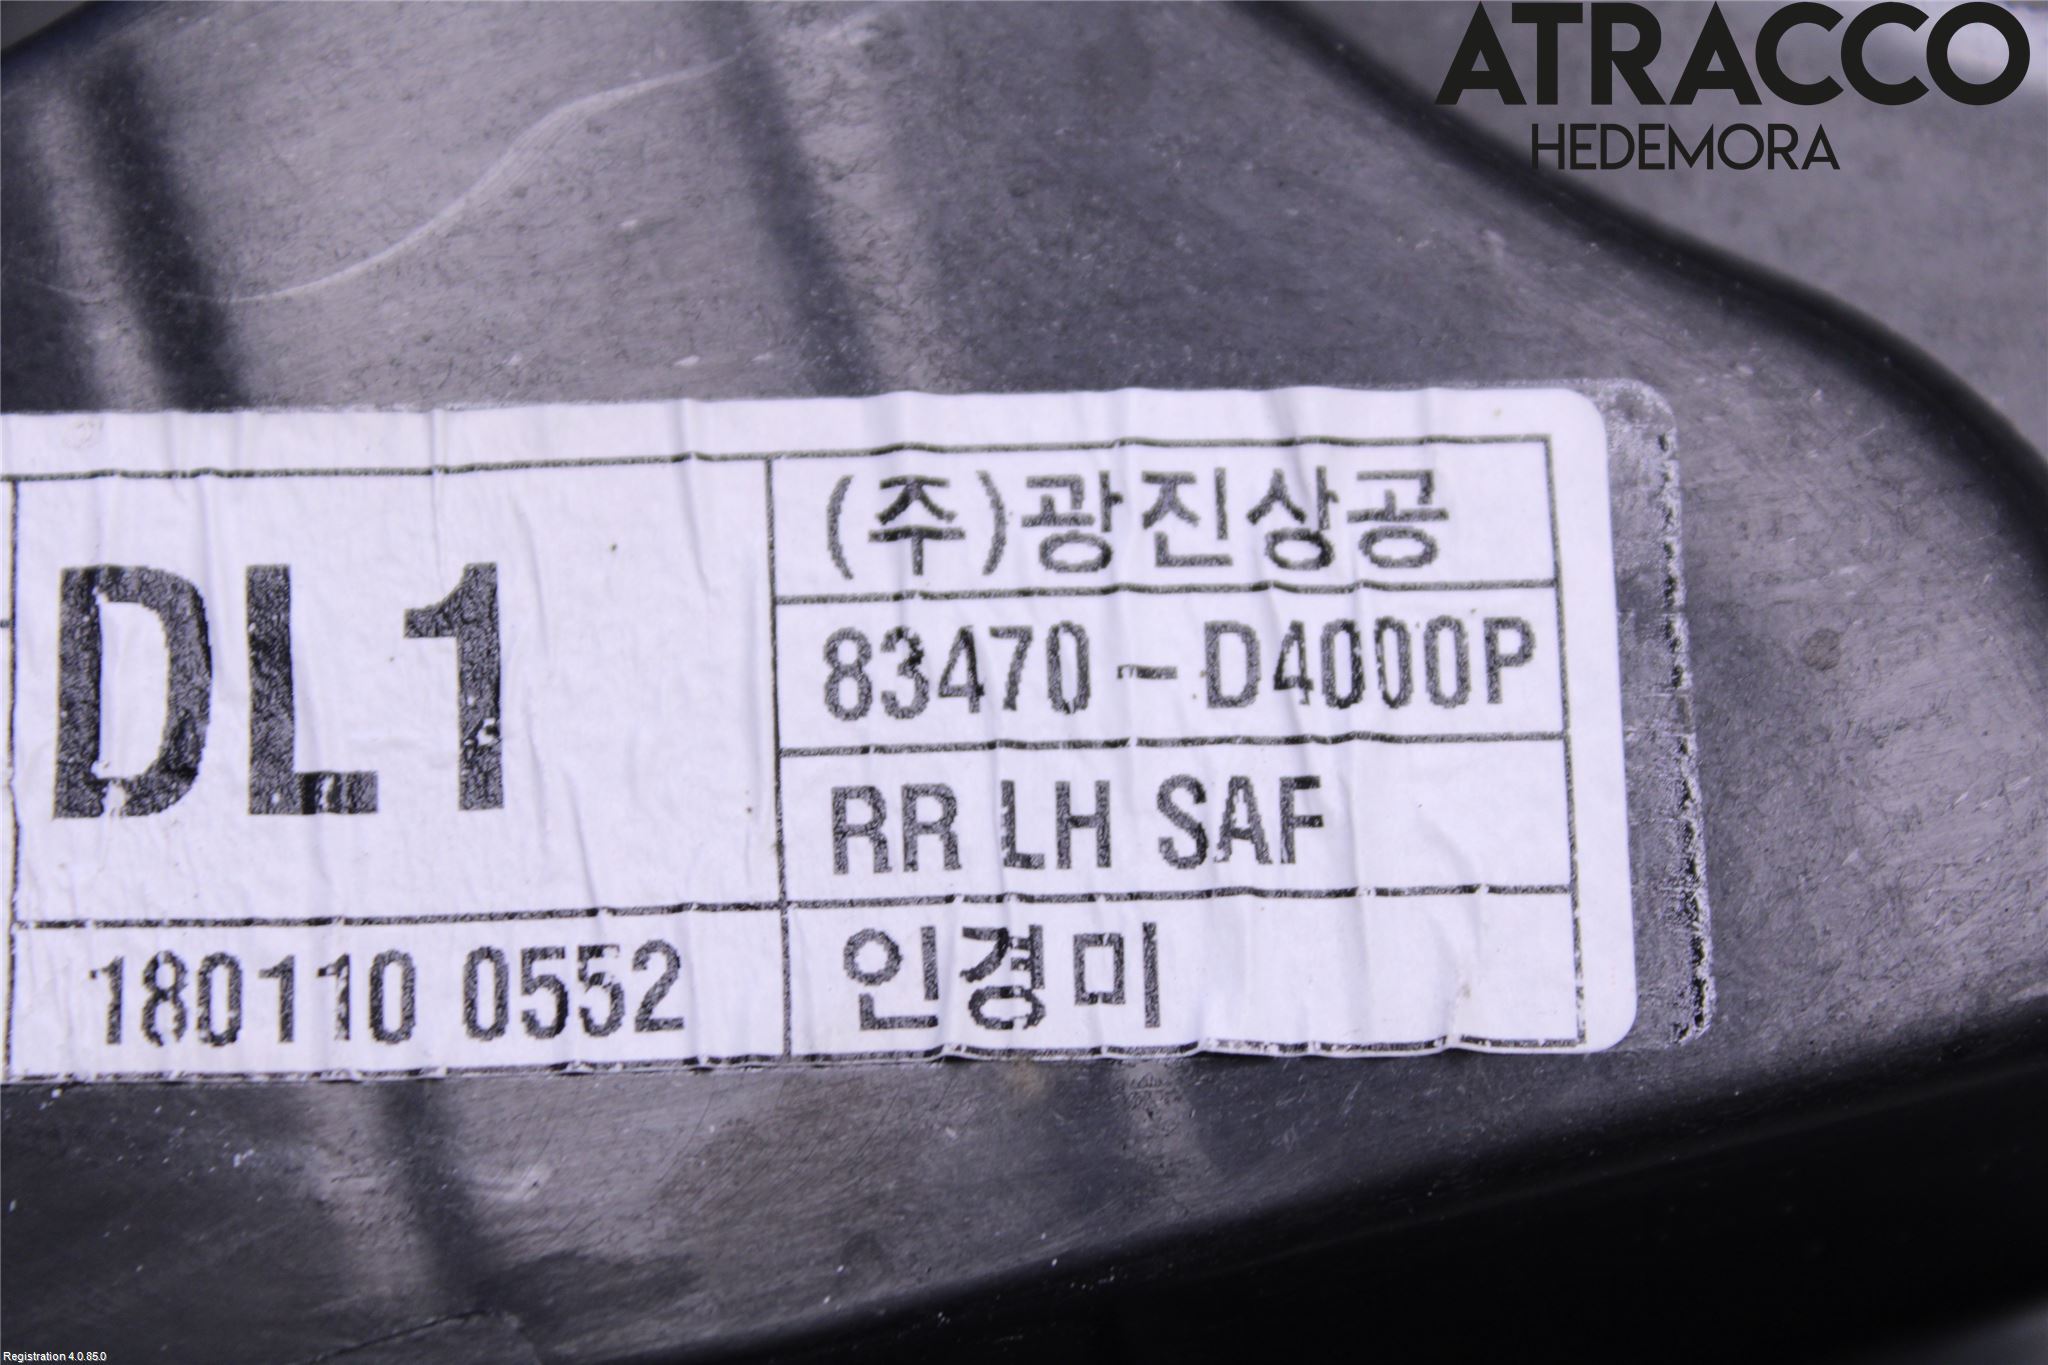 ATRACCO
HEDEMORA
(주)광진상공
DL1
83470-D4000P
RR LH SAF
180110 0552
인경미
Registration 4.0.85.0